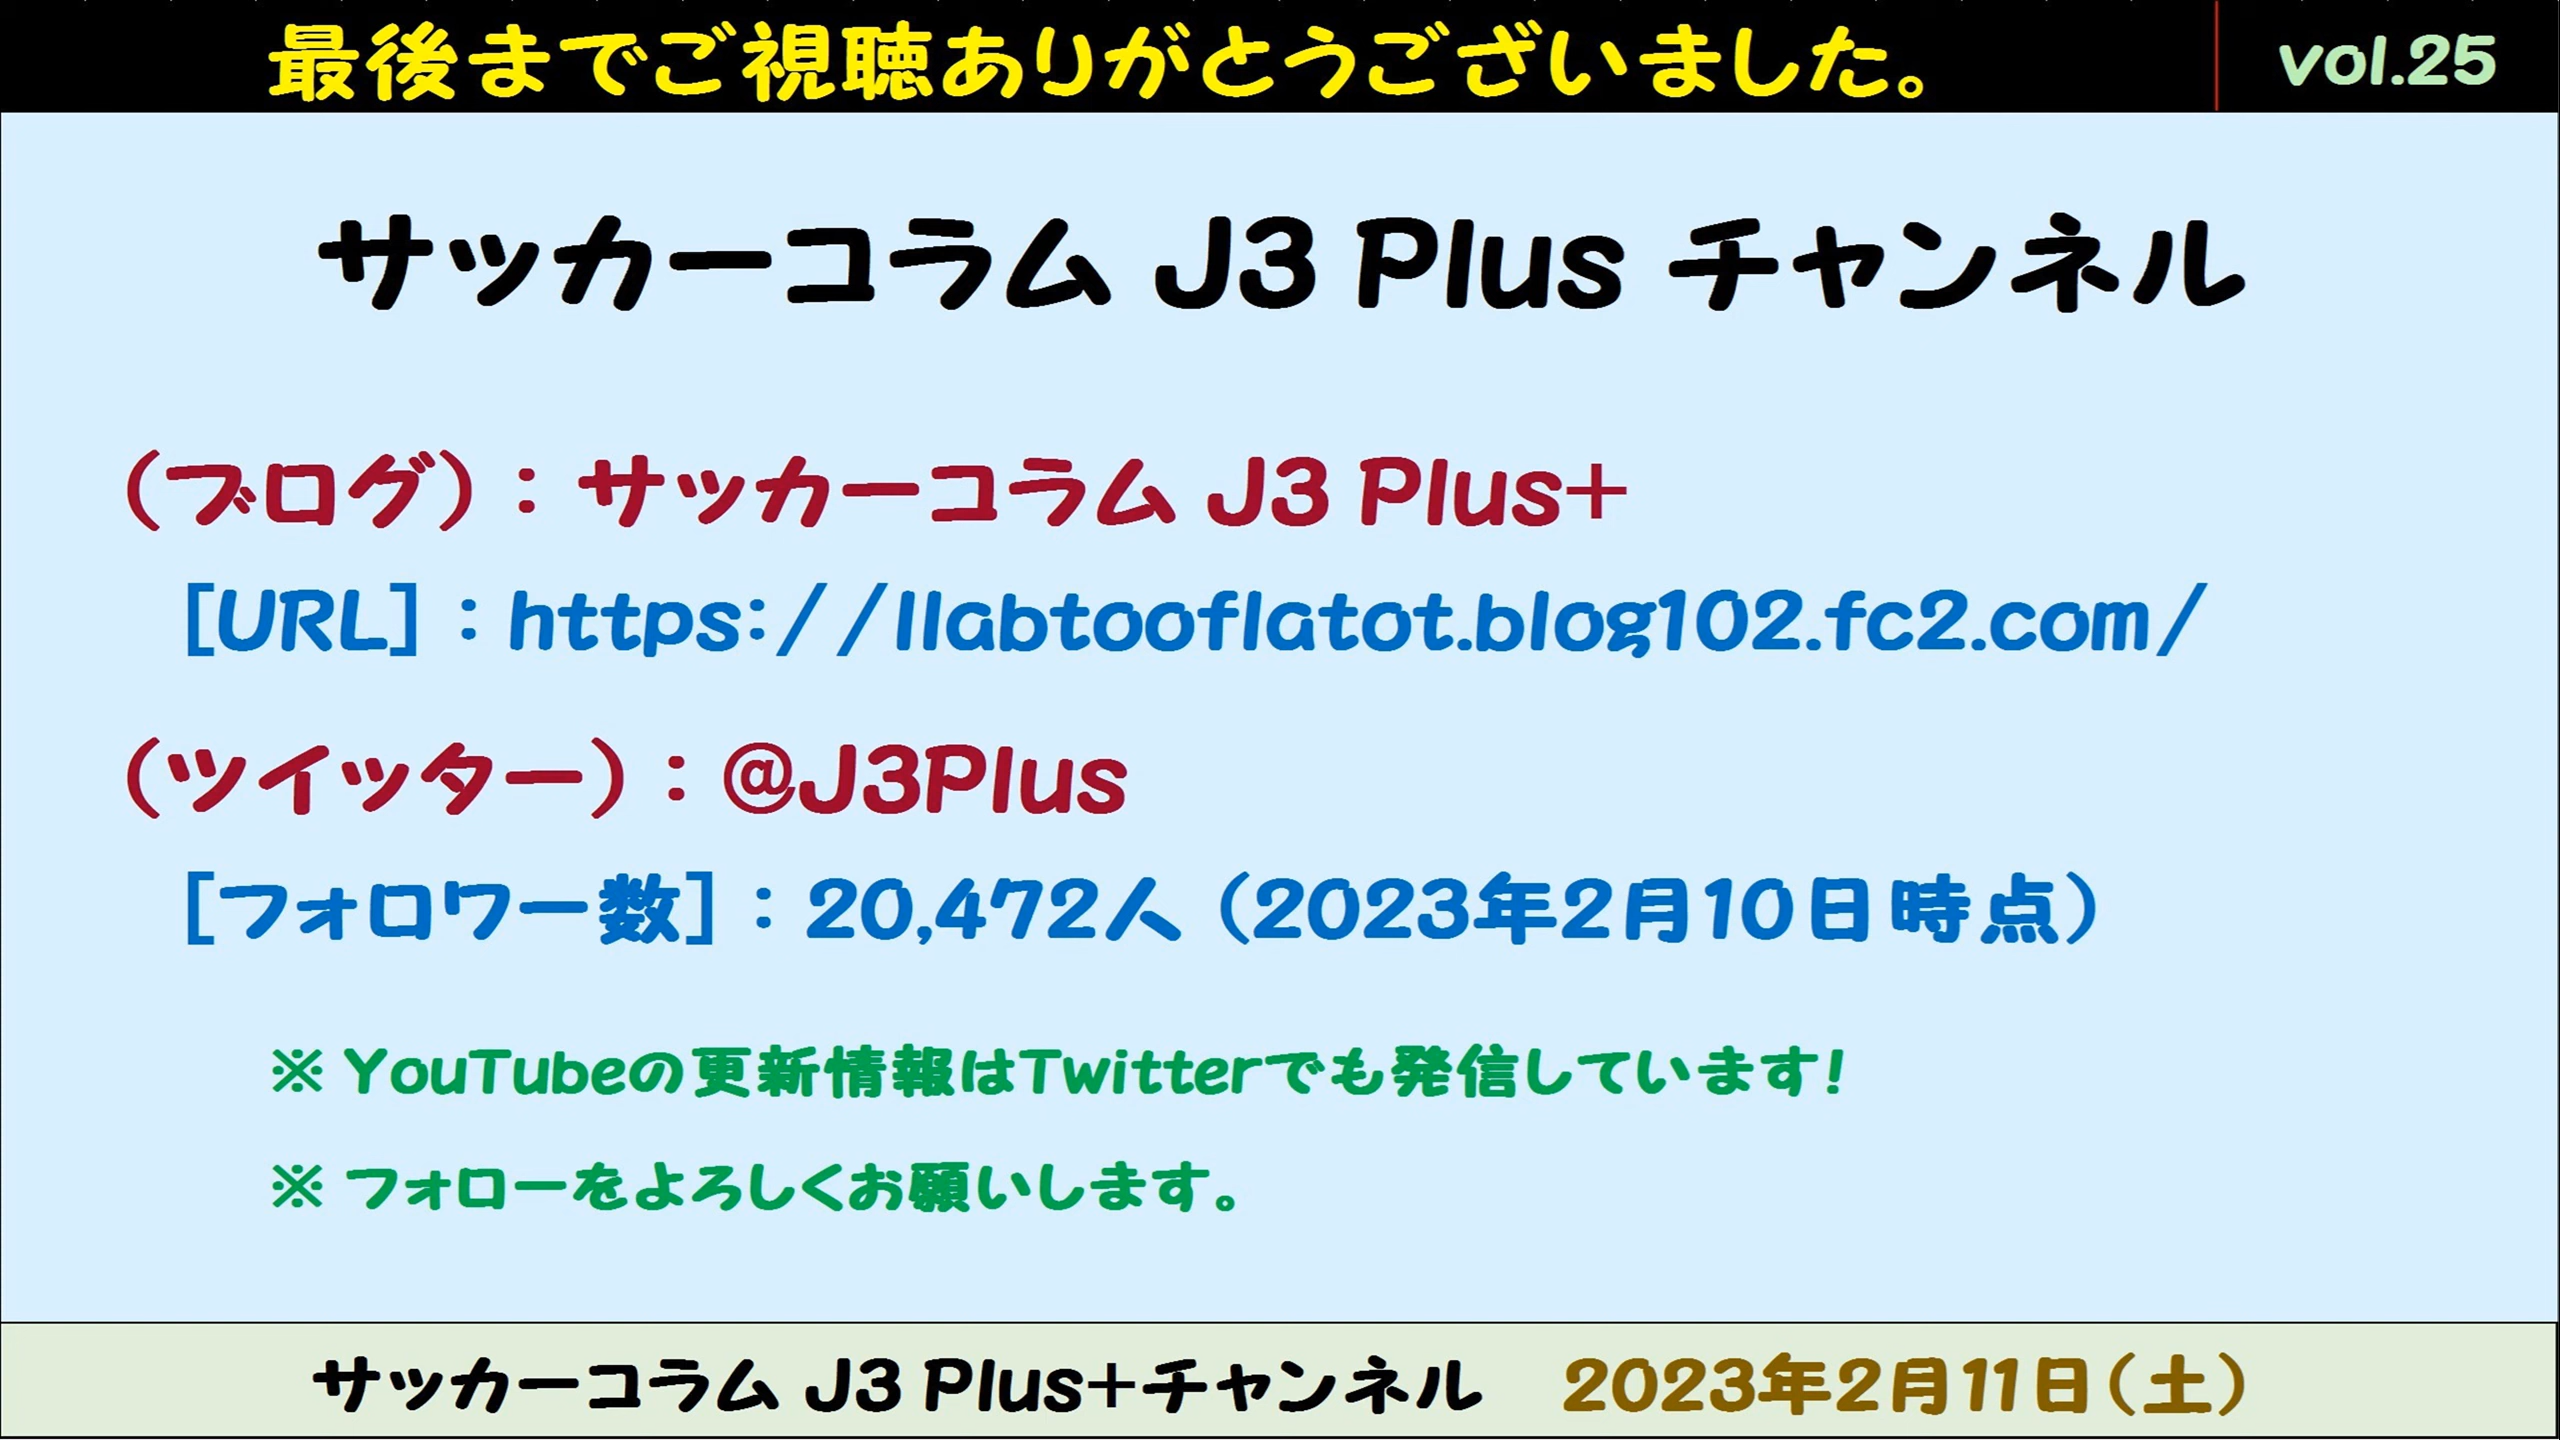 最後までご視聴ありがとうございました。
vol.25
サッカーコラム J3 Plus チャンネル
(ブログ)：サッカーコラム J3 Plus+
[URL]：https://llabtooflatot.blog102.fc2.com/
(ツイッター)：@J3Plus
[フォロワー数]：20,472人 (2023年2月10日時点)
※ YouTubeの更新情報はTwitterでも発信しています!
※ フォローをよろしくお願いします。
サッカーコラム J3 Plus+チャンネル 2023年2月11日(土)